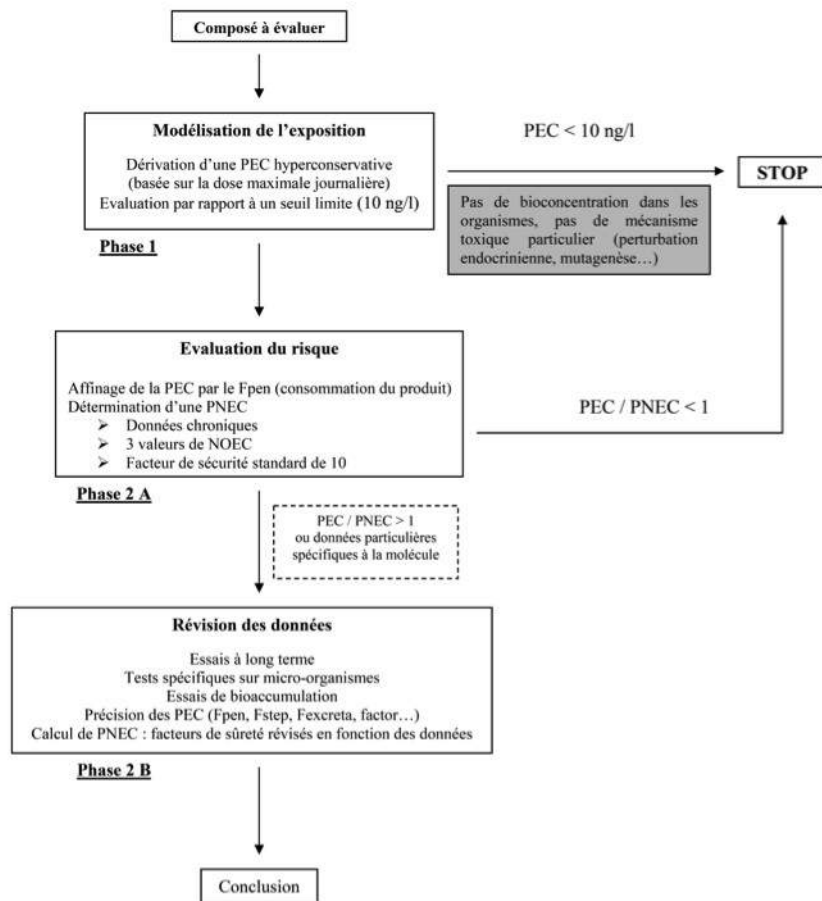 Composé à évaluer
Modélisation de l'exposition
Dérivation d'une PEC hyperconservative
(basée sur la dose maximale journalière)
Evaluation par rapport à un seuil limite (10 ng/l)
Phase 1
PEC < 10 ng/l
STOP
Pas de bioconcentration dans les
organismes, pas de mécanisme
toxique particulier (perturbation
endocrinienne, mutagenèse…)
Evaluation du risque
Affinage de la PEC par le Fpen (consommation du produit)
Détermination d'une PNEC
➢ Données chroniques
➢ 3 valeurs de NOEC
➢ Facteur de sécurité standard de 10
Phase 2 A
PEC / PNEC < 1
PEC / PNEC > 1
ou données particulières
spécifiques à la molécule
Révision des données
Essais à long terme
Tests spécifiques sur micro-organismes
Essais de bioaccumulation
Précision des PEC (Fpen, Fstep, Fexcreta, factor…)
Calcul de PNEC : facteurs de sûreté révisés en fonction des données
Phase 2 B
Conclusion